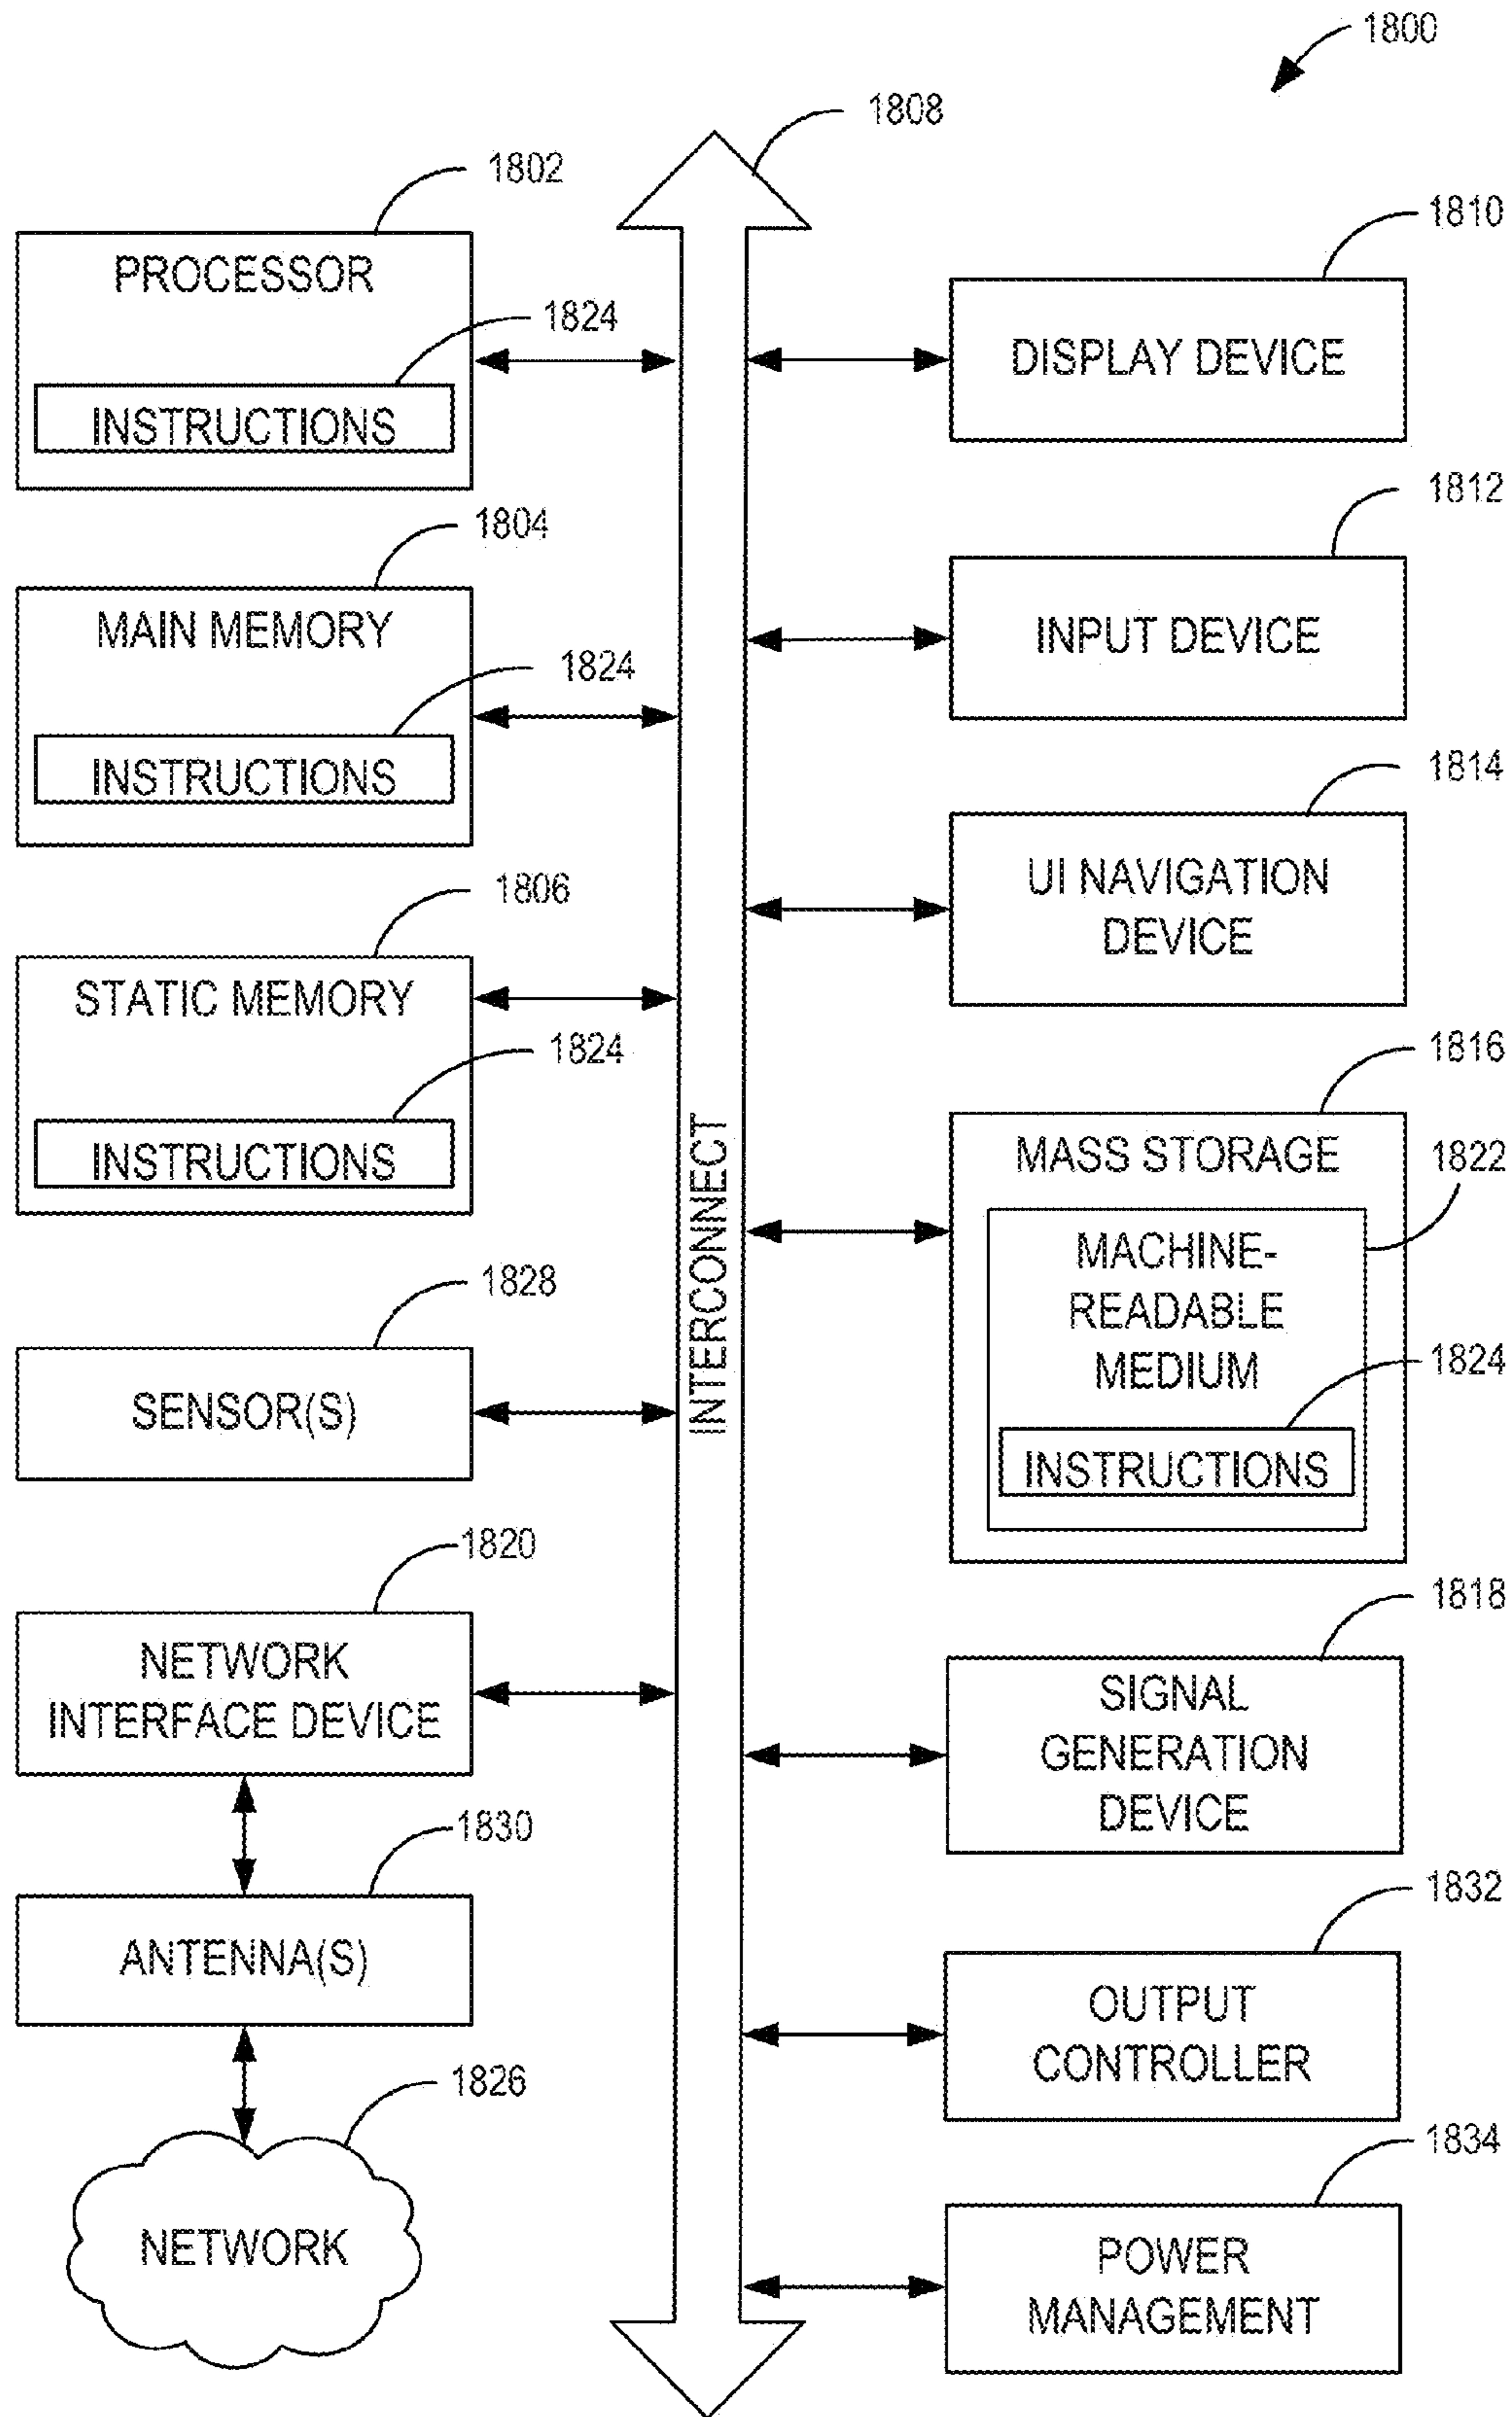 1800
1808
1802
PROCESSOR
1824
INSTRUCTIONS
1804
MAIN MEMORY
1824
INSTRUCTIONS
1806
STATIC MEMORY
1824
INSTRUCTIONS
1828
SENSOR(S)
1820
NETWORK
INTERFACE DEVICE
1830
ANTENNA(S)
1826
NETWORK
INTERCONNECT
1810
DISPLAY DEVICE
1812
INPUT DEVICE
1814
UI NAVIGATION
DEVICE
1816
MASS STORAGE
1822
MACHINE-
READABLE
MEDIUM
1824
INSTRUCTIONS
1818
SIGNAL
GENERATION
DEVICE
1832
OUTPUT
CONTROLLER
1834
POWER
MANAGEMENT